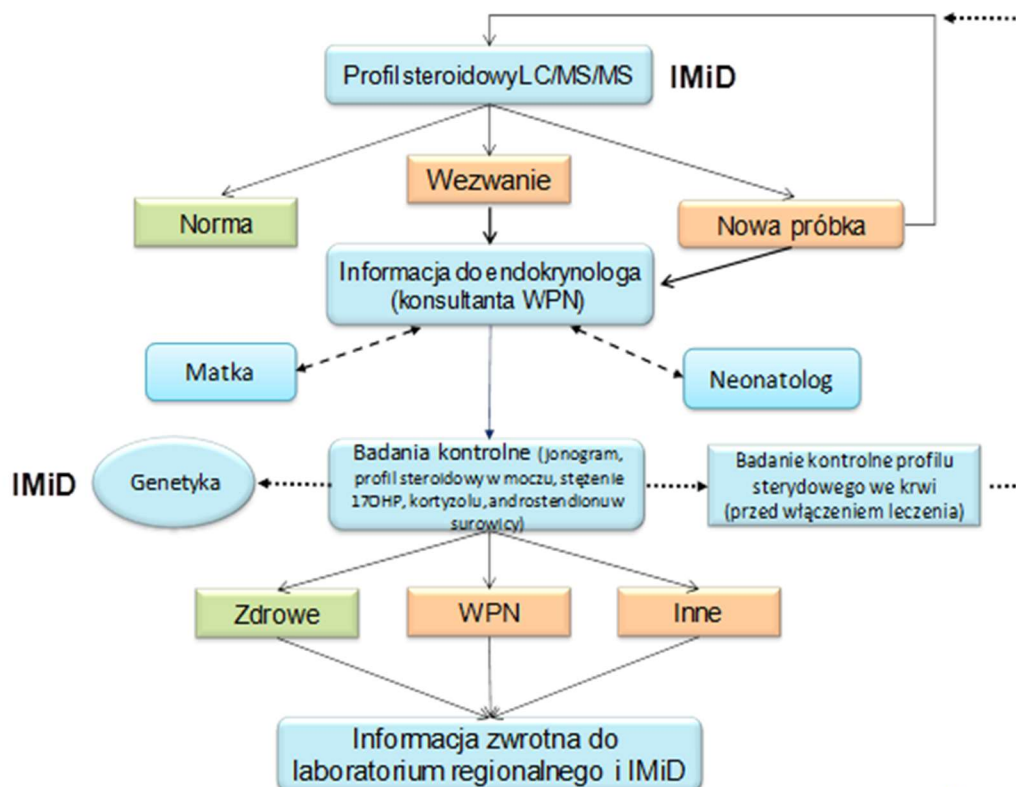 Profil steroidowy LC/MS/MS
IMiD
Norma
Wezwanie
Nowa próbka
Informacja do endokrynologa
(konsultanta WPN)
Matka
Neonatolog
IMiD
Genetyka
Badania kontrolne (jonogram,
profil steroidowy w moczu, stężenie
17OHP, kortyzolu, androstendionu w
surowicy)
Badanie kontrolne profilu
sterydowego we krwi
(przed włączeniem leczenia)
Zdrowe
WPN
Inne
Informacja zwrotna do
laboratorium regionalnego i IMiD